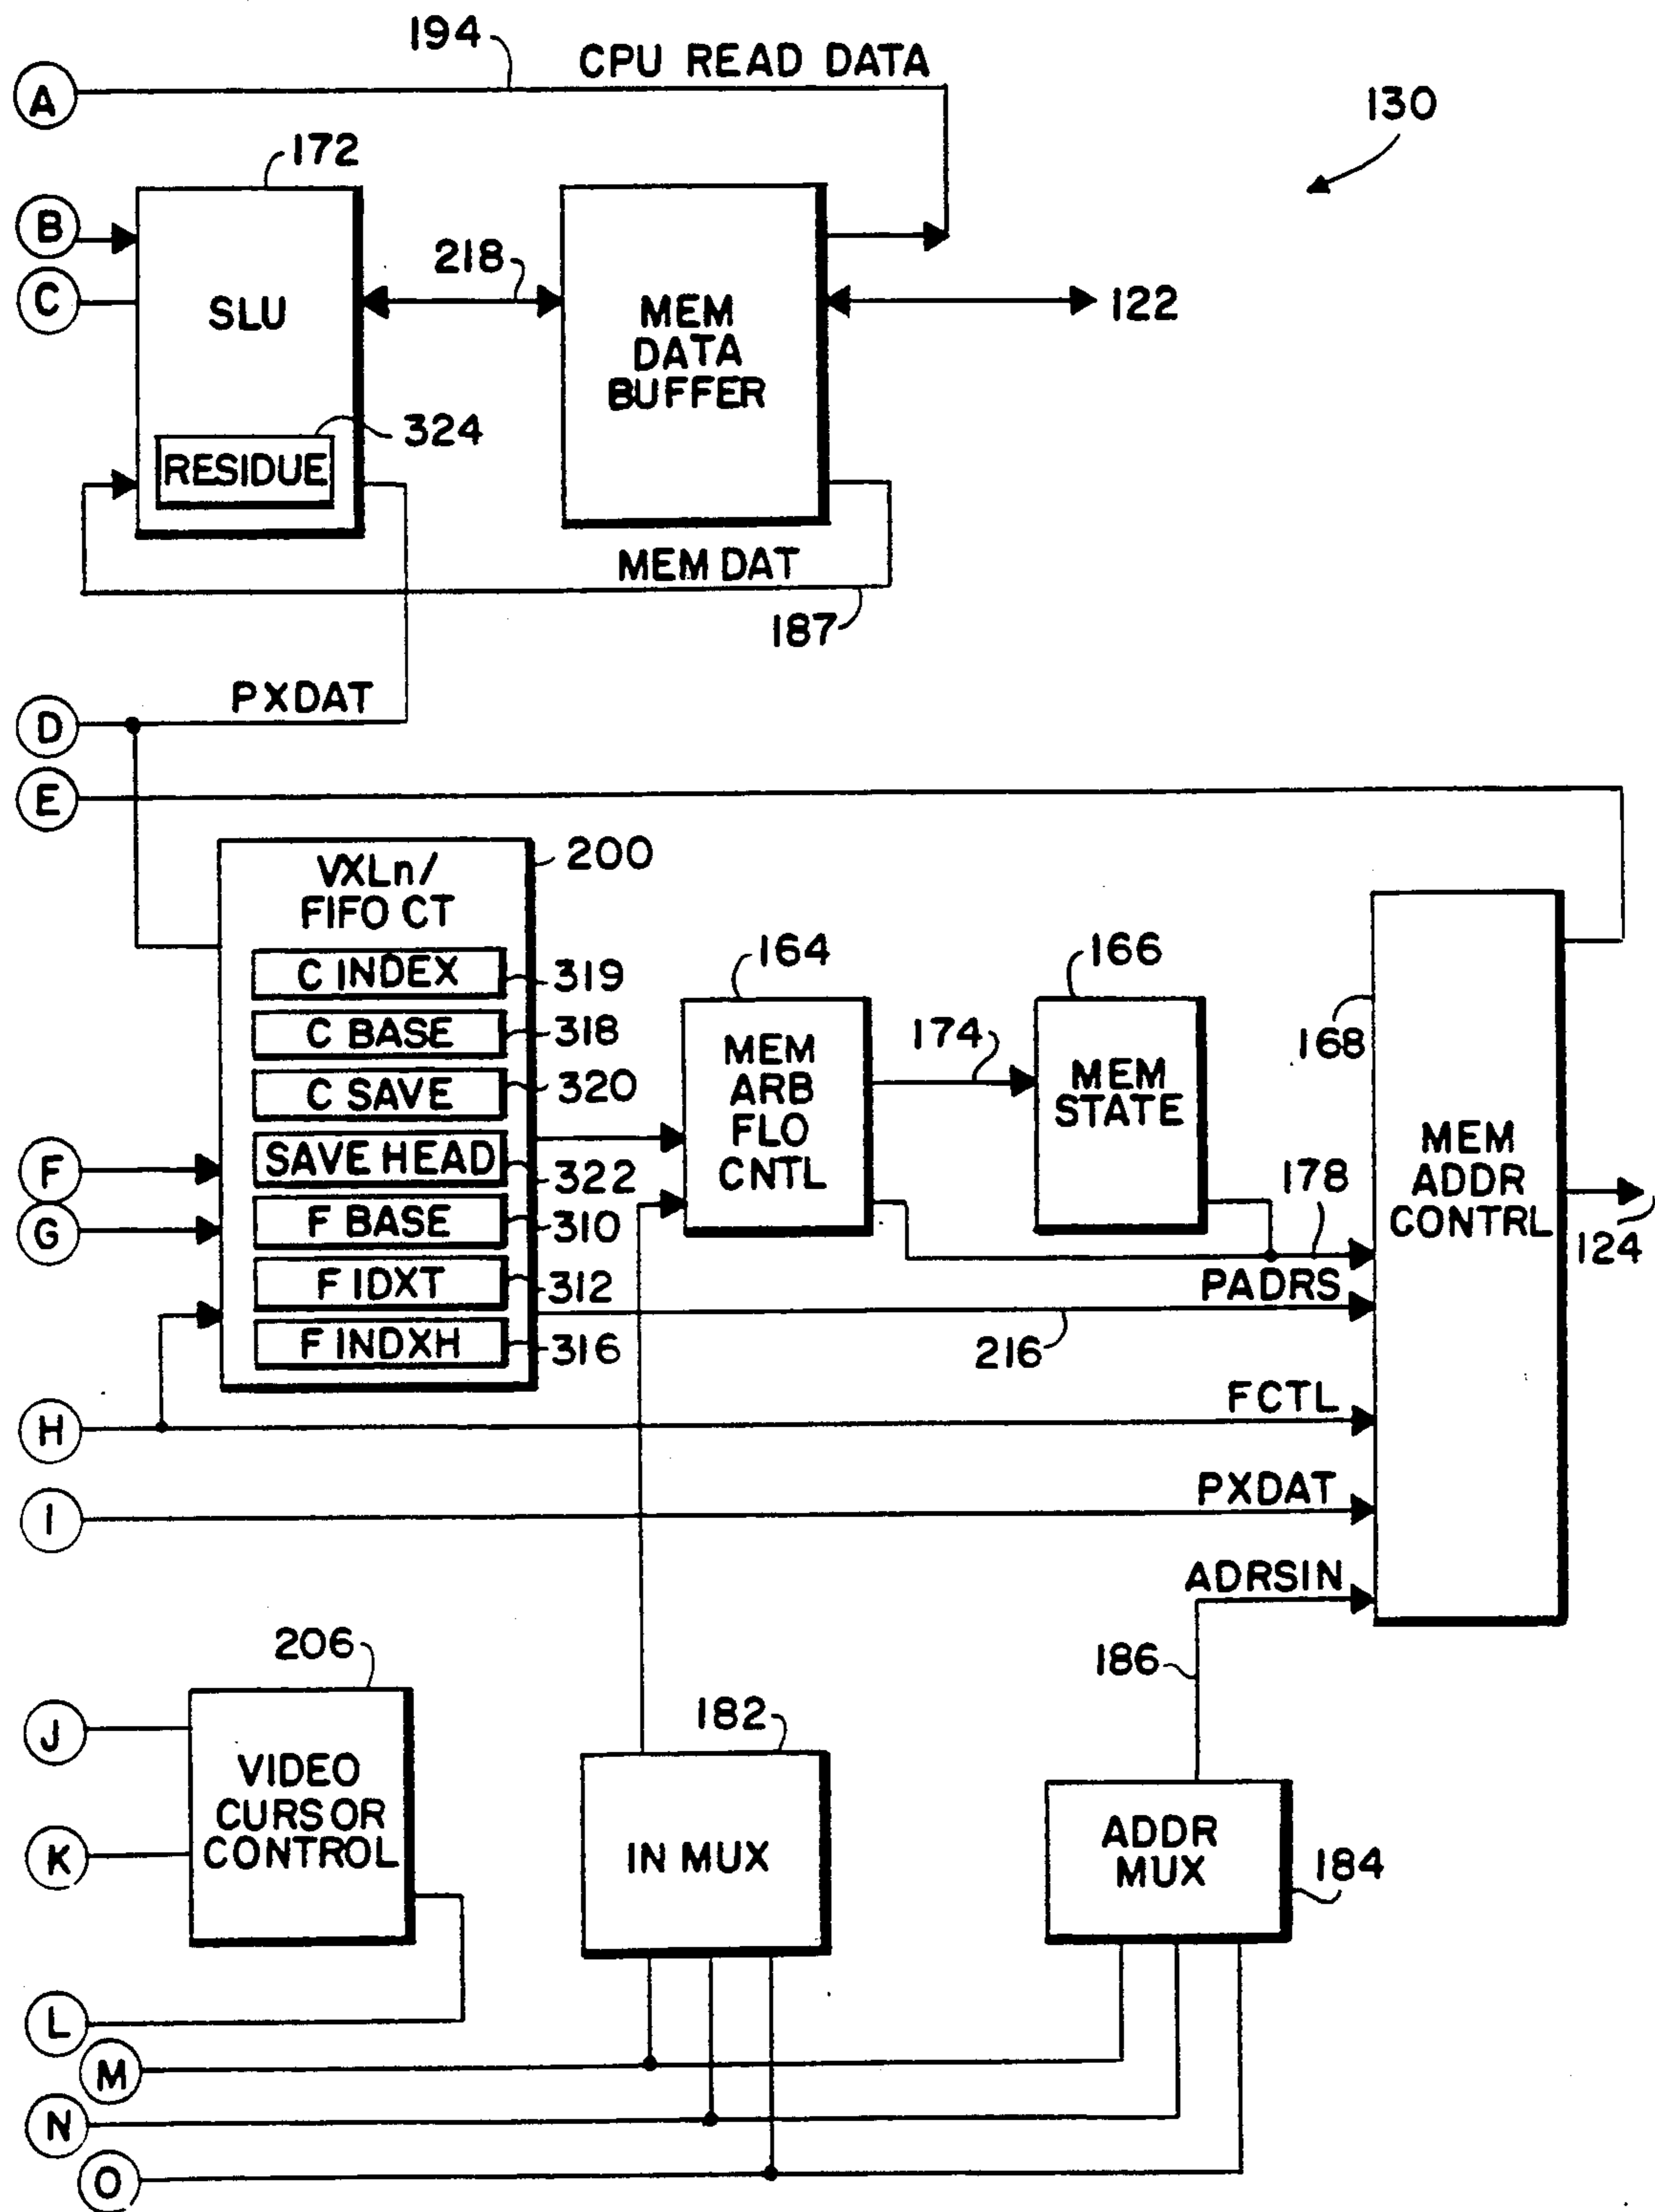 194
CPU READ DATA
A
130
172
B
C
SLU
218
MEM
DATA
BUFFER
122
324
RESIDUE
MEM DAT
187
PXDAT
D
E
VXLn/
FIFO CT
200
C INDEX
319
C BASE
318
C SAVE
320
SAVE HEAD
322
F BASE
310
F IDXT
312
F INDXH
316
F
G
H
I
164
MEM
ARB
FLO
CNTL
174
166
MEM
STATE
168
MEM
ADDR
CONTRL
124
178
PADRS
216
FCTL
PXDAT
ADRSIN
186
206
J
K
VIDEO
CURSOR
CONTROL
182
IN MUX
ADDR
MUX
184
L
M
N
O